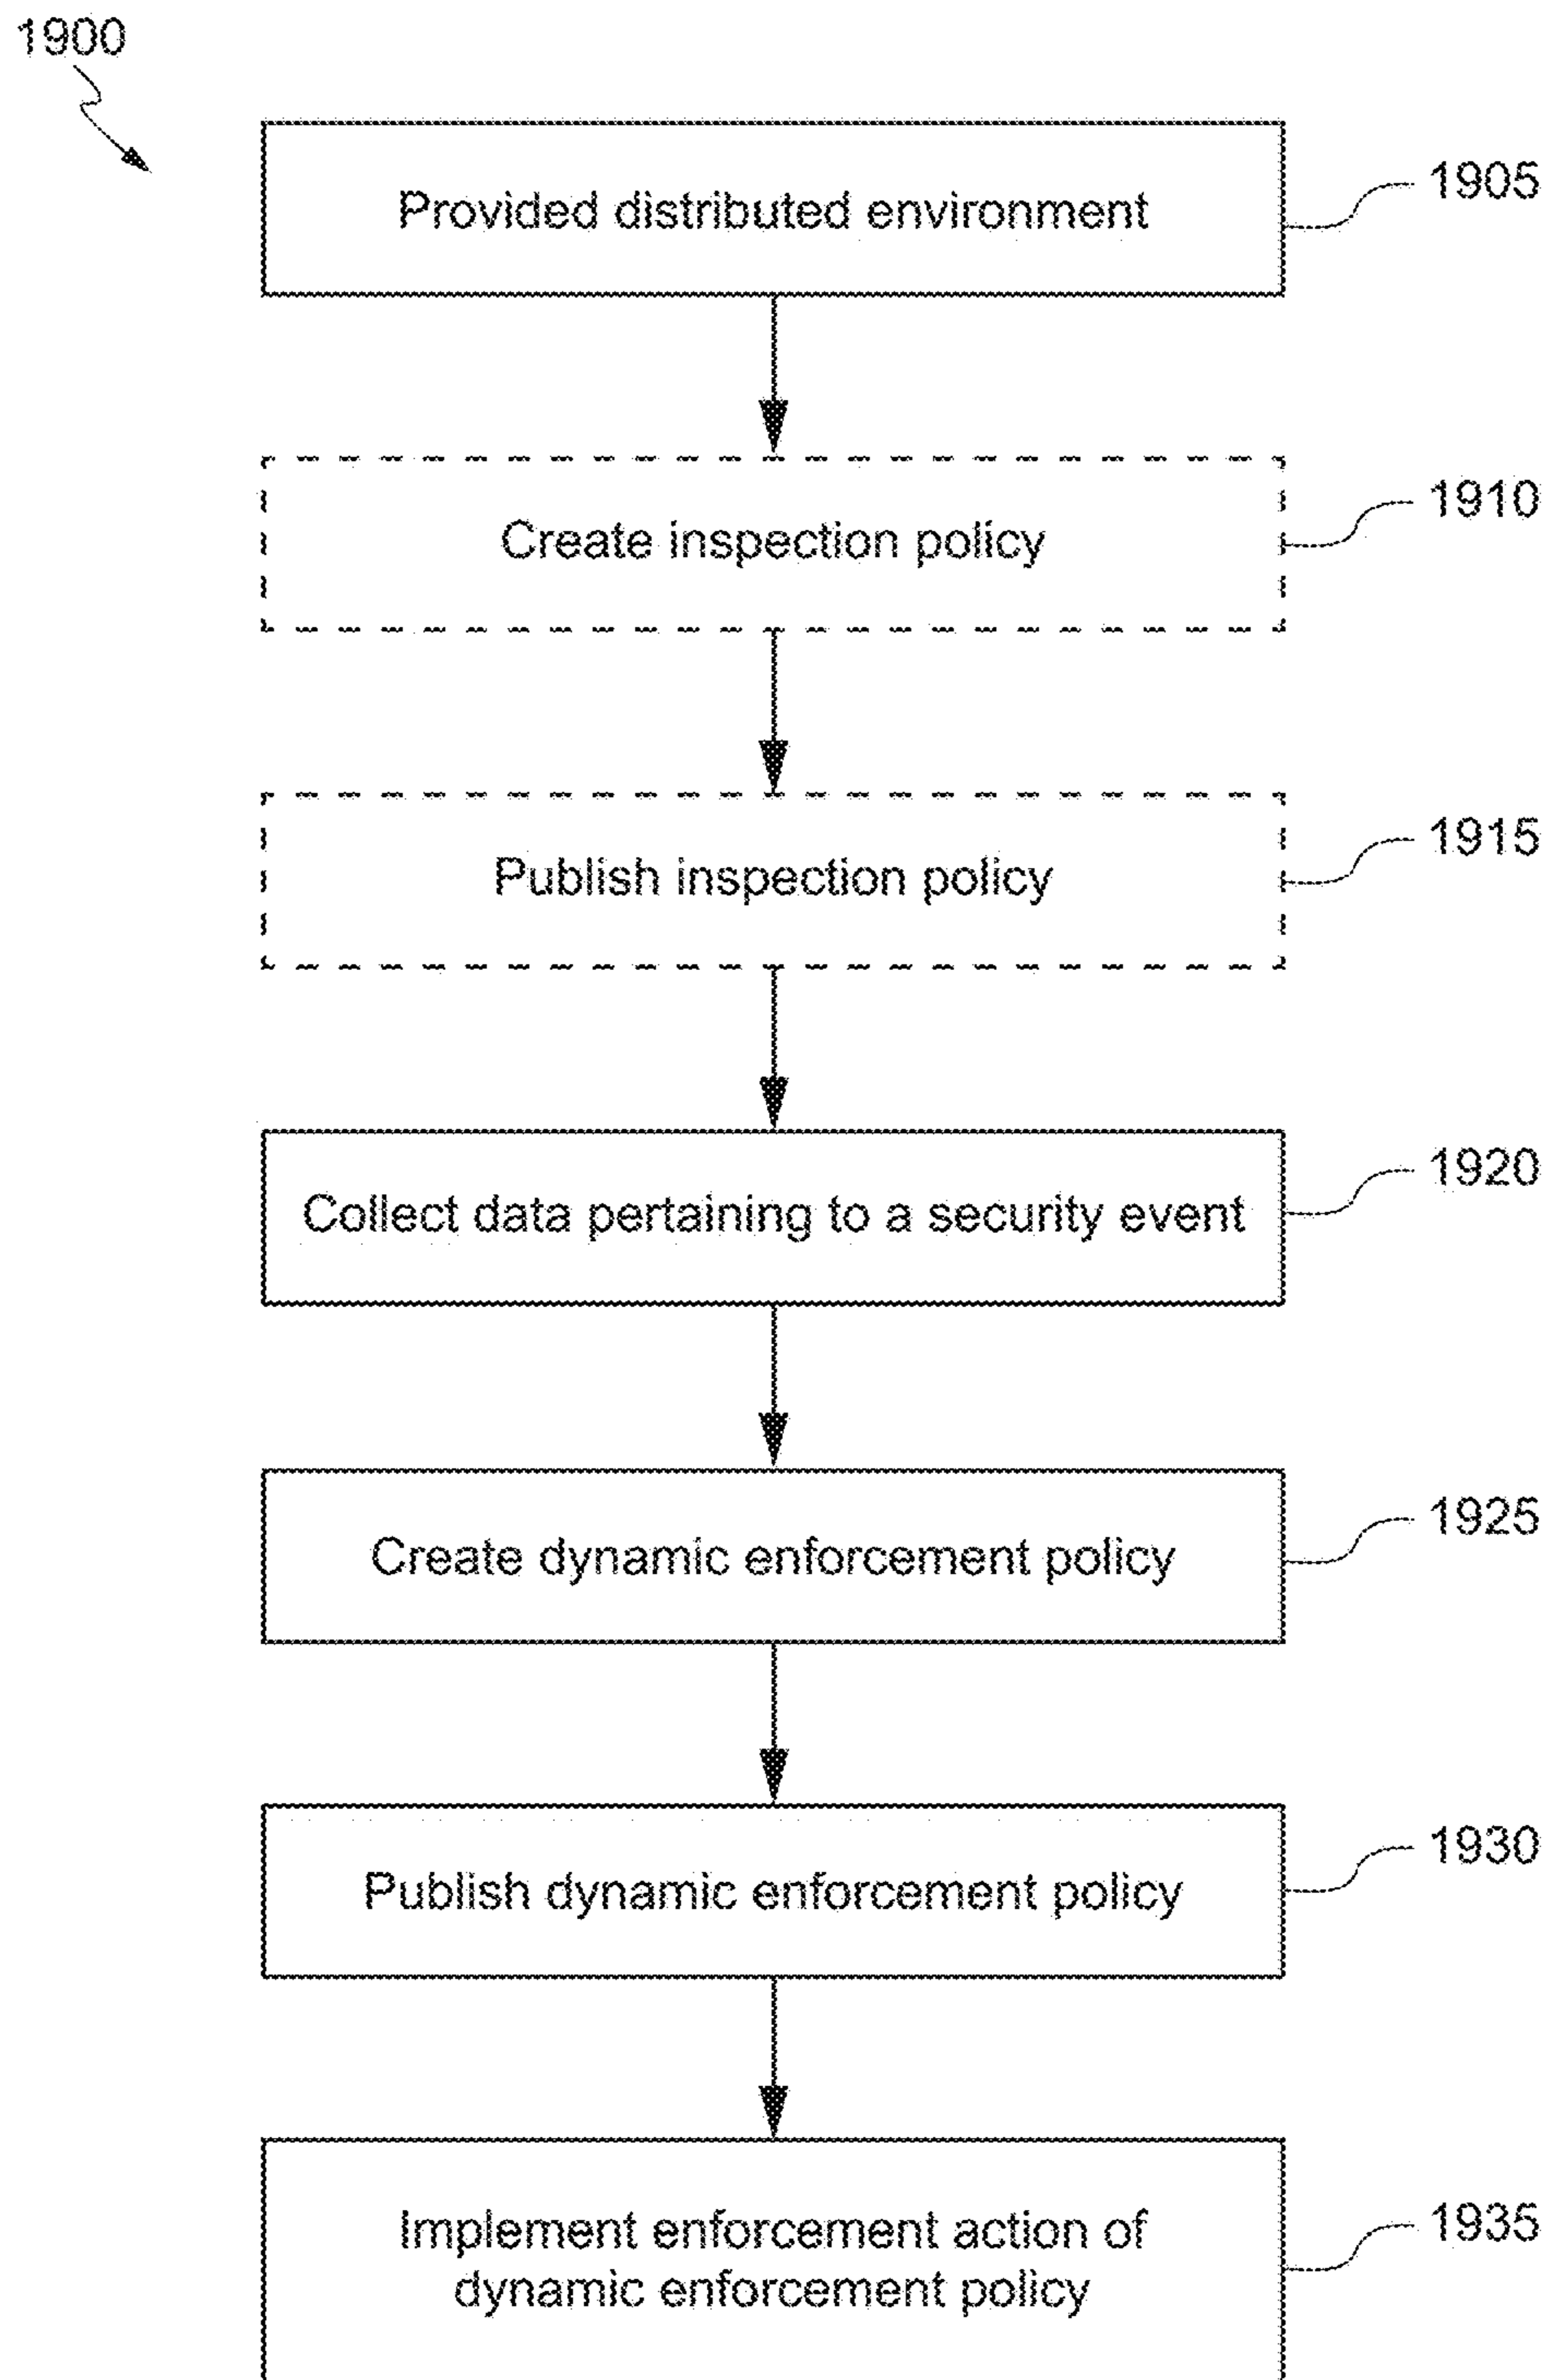 1900
Provided distributed environment
1905
Create inspection policy
1910
Publish inspection policy
1915
Collect data pertaining to a security event
1920
Create dynamic enforcement policy
1925
Publish dynamic enforcement policy
1930
Implement enforcement action of
dynamic enforcement policy
1935